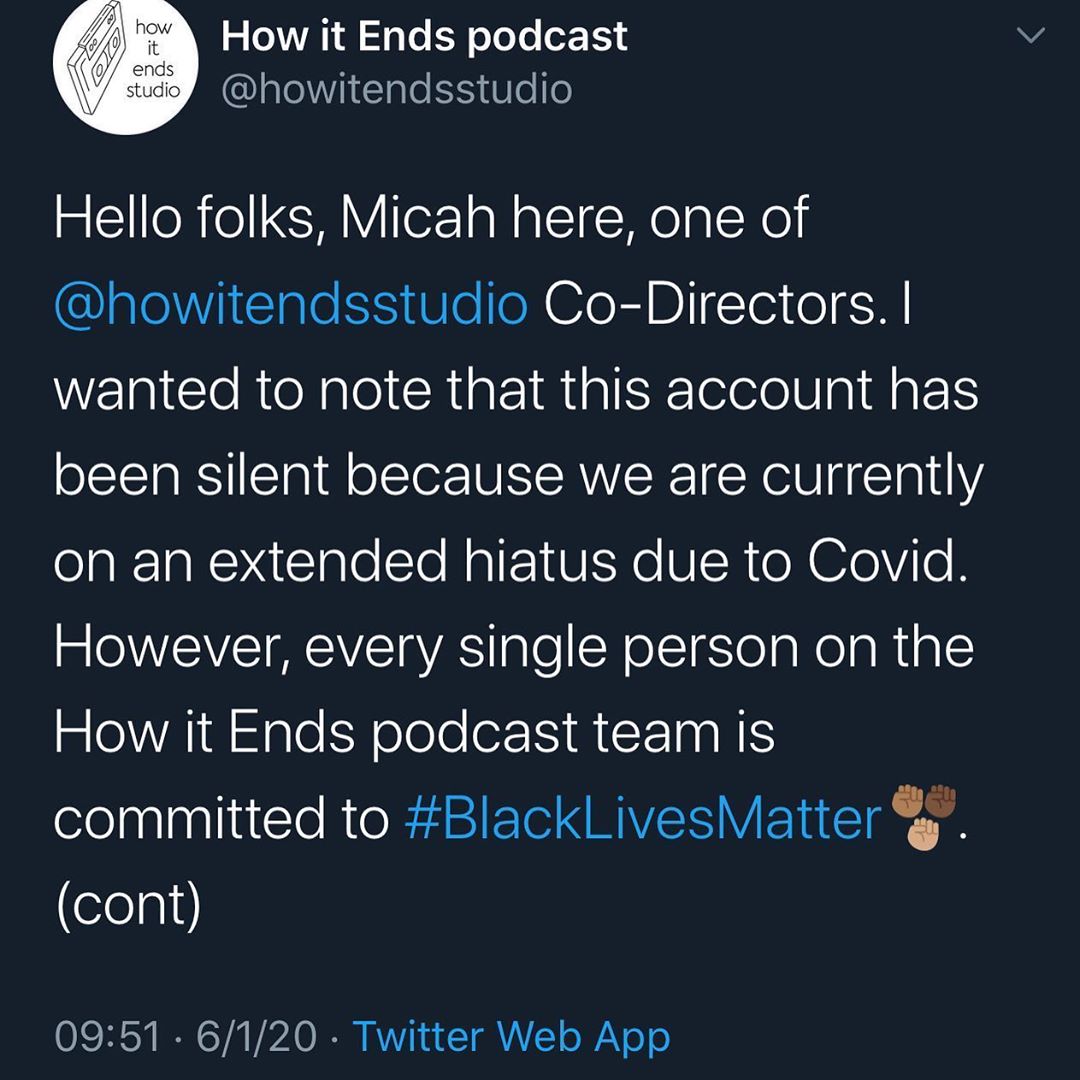 how
it
ends
studio
How it Ends podcast
@howitendsstudio
Hello folks, Micah here, one of
@howitendsstudio Co-Directors. I
wanted to note that this account has
been silent because we are currently
on an extended hiatus due to Covid.
However, every single person on the
How it Ends podcast team is
committed to #BlackLivesMatter✊🏽✊🏾✊🏼.
(cont)
09:51 · 6/1/20 · Twitter Web App